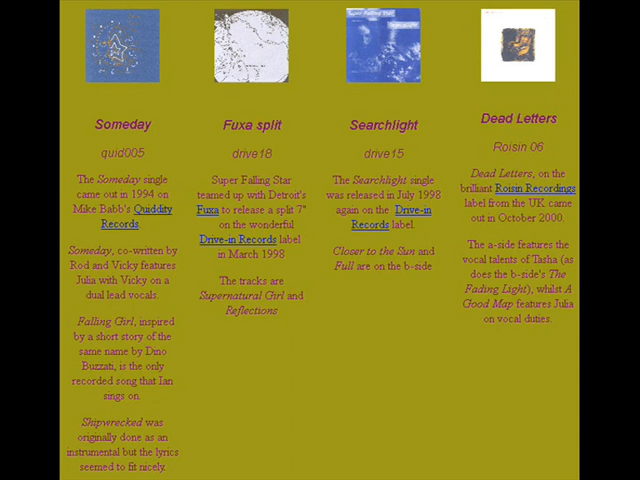 Super Falling Star
Someday
quid005
The Someday single
came out in 1994 on
Mike Babb's Quiddity
Records.
Someday, co-written by
Rod and Vicky features
Julia with Vicky on a
dual lead vocals.
Falling Girl, inspired
by a short story of the
same name by Dino
Buzzati, is the only
recorded song that Ian
sings on.
Shipwrecked was
originally done as an
instrumental but the lyrics
seemed to fit nicely.
Fuxa split
drive18
Super Falling Star
teamed up with Detroit's
Fuxa to release a split 7"
on the wonderful
Drive-in Records label
in March 1998
The tracks are
Supernatural Girl and
Reflections
Searchlight
drive15
The Searchlight single
was released in July 1998
again on the Drive-in
Records label.
Closer to the Sun and
Full are on the b-side
Dead Letters
Roisin 06
Dead Letters, on the
brilliant Roisin Recordings
label from the UK came
out in October 2000.
The a-side features the
vocal talents of Tasha (as
does the b-side's The
Fading Light), whilst A
Good Map features Julia
on vocal duties.